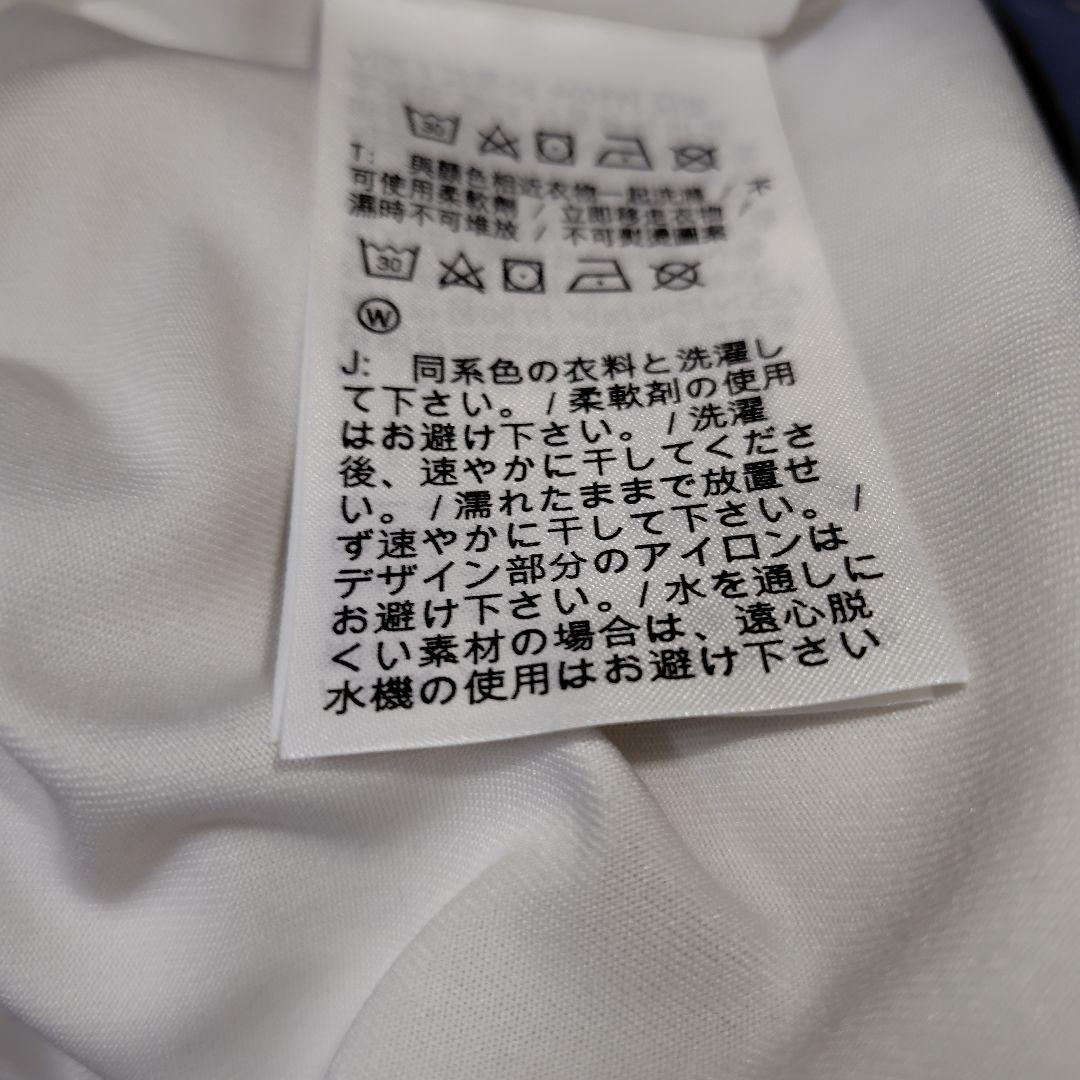 30
T: 與顏色相近衣物一起洗滌 / 不
可使用柔軟劑 / 立即移走衣物 /
濕時不可堆放 / 不可熨燙圖案
30
W
J: 同系色の衣料と洗濯し
て下さい。/ 柔軟剤の使用
はお避け下さい。/ 洗濯
後、速やかに干してくださ
い。/ 濡れたままで放置せ
ず速やかに干して下さい。/
デザイン部分のアイロンは
お避け下さい。/ 水を通しに
くい素材の場合は、遠心脱
水機の使用はお避け下さい